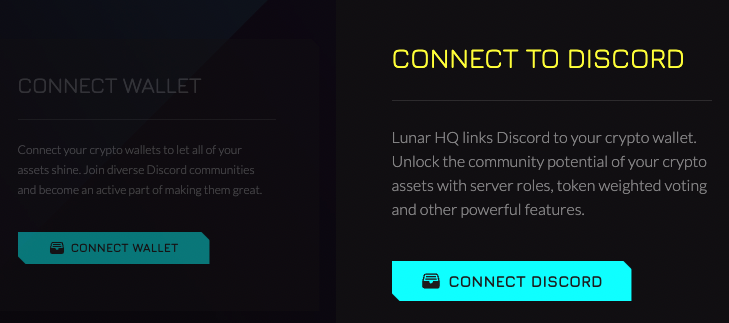 CONNECT WALLET
Connect your crypto wallets to let all of your
assets shine. Join diverse Discord communities
and become an active part of making them great.
CONNECT WALLET
CONNECT TO DISCORD
Lunar HQ links Discord to your crypto wallet.
Unlock the community potential of your crypto
assets with server roles, token weighted voting
and other powerful features.
CONNECT DISCORD